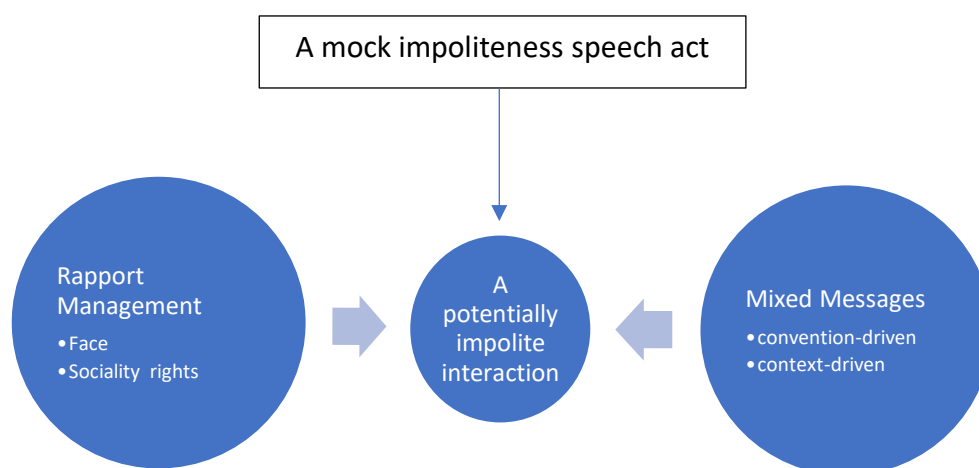 A mock impoliteness speech act
Rapport
Management
•Face
•Sociality rights
A
potentially
impolite
interaction
Mixed Messages
•convention-driven
•context-driven